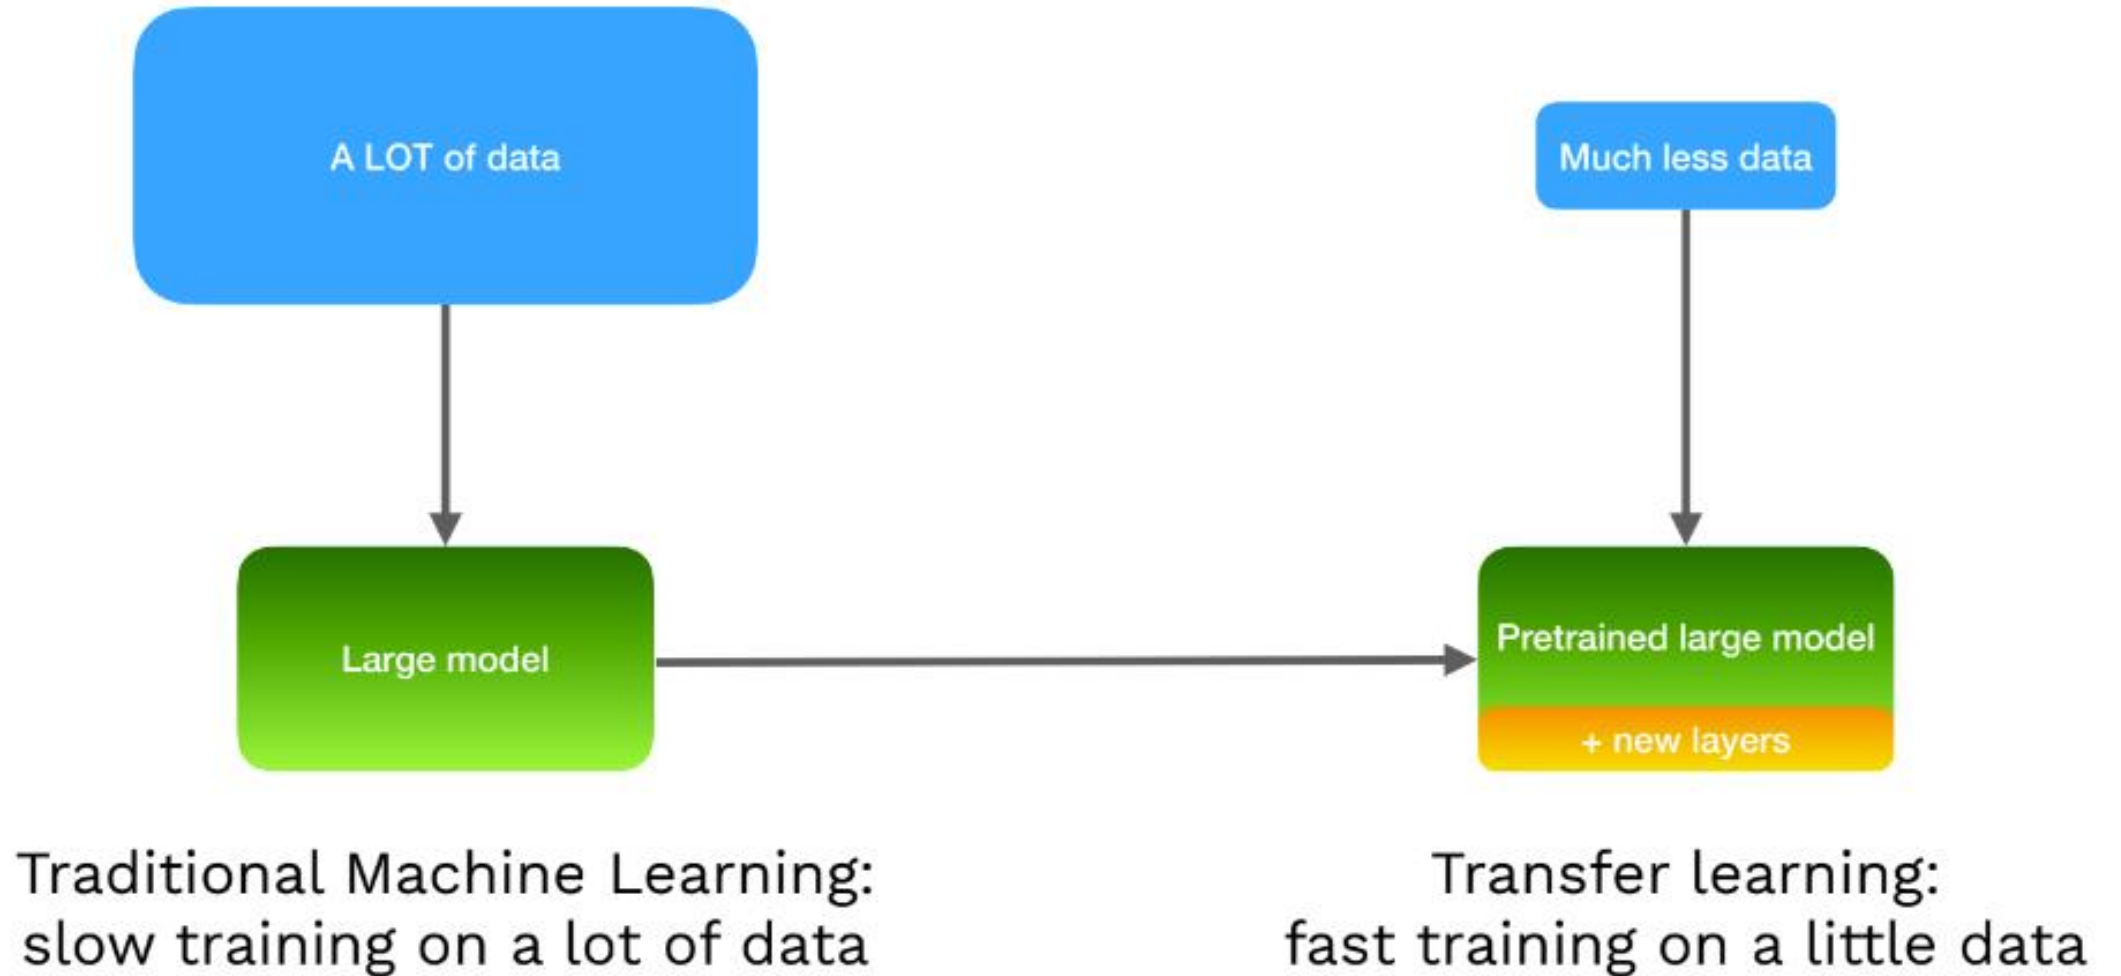 A LOT of data
Much less data
Large model
Pretrained large model
+ new layers
Traditional Machine Learning:
slow training on a lot of data
Transfer learning:
fast training on a little data